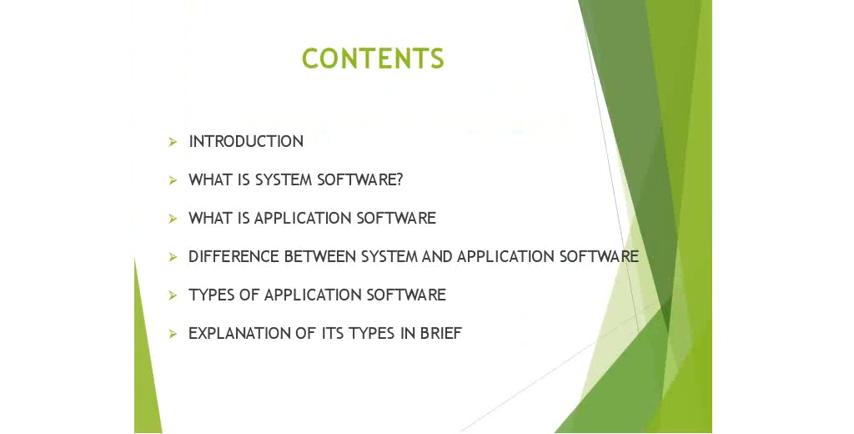 CONTENTS
INTRODUCTION
WHAT IS SYSTEM SOFTWARE?
WHAT IS APPLICATION SOFTWARE
DIFFERENCE BETWEEN SYSTEM AND APPLICATION SOFTWARE
TYPES OF APPLICATION SOFTWARE
EXPLANATION OF ITS TYPES IN BRIEF